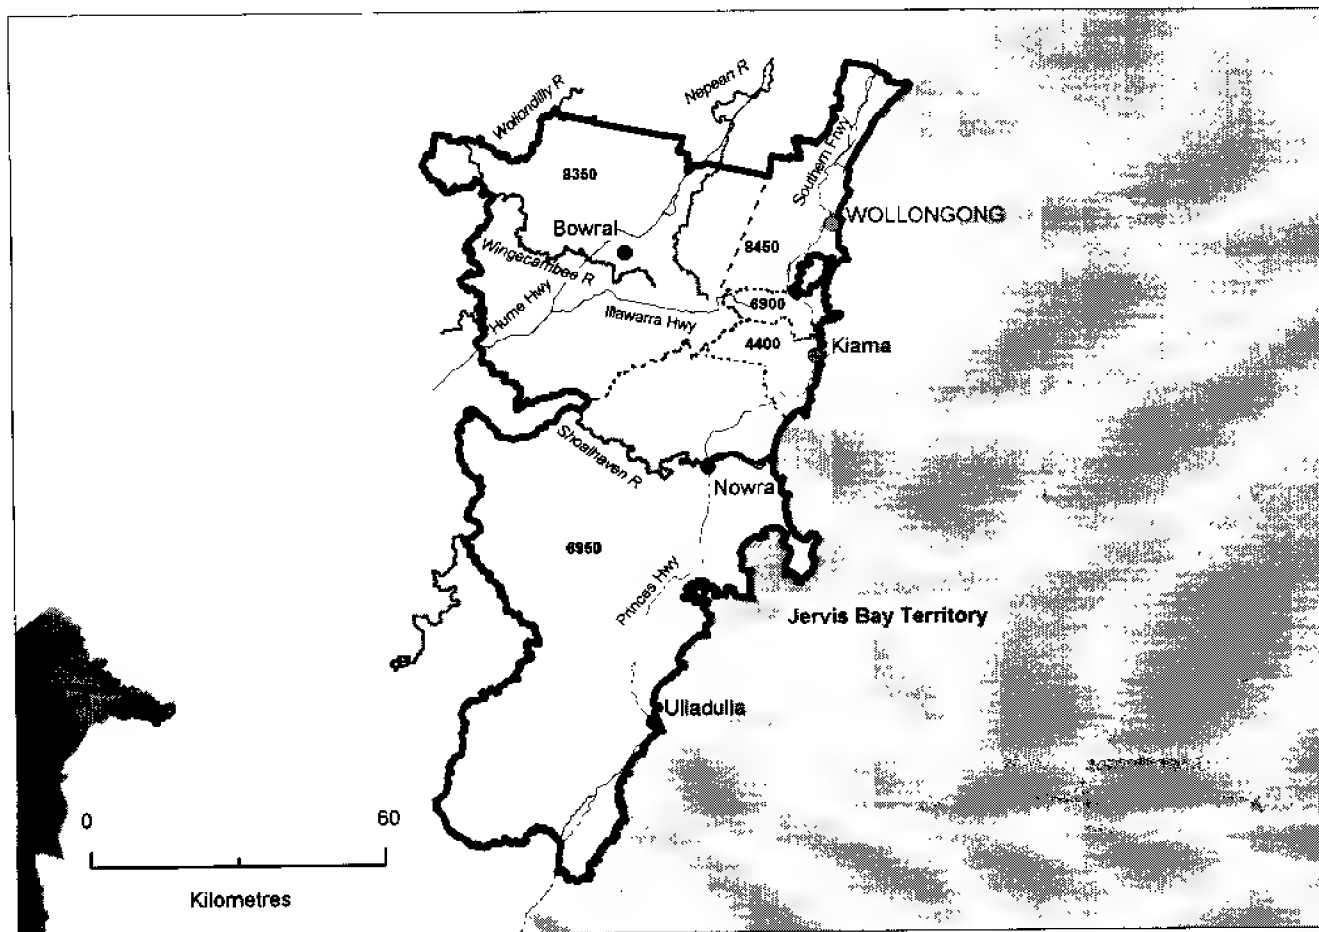 Wollondilly R
Nepean R
Southern Frwy
8350
WOLLONGONG
Bowral
8450
Wingecarribee R
Hume Hwy
Illawarra Hwy
6900
4400
Kiama
Shoalhaven R
Nowra
6950
Princes Hwy
Jervis Bay Territory
Ulladulla
0
60
Kilometres